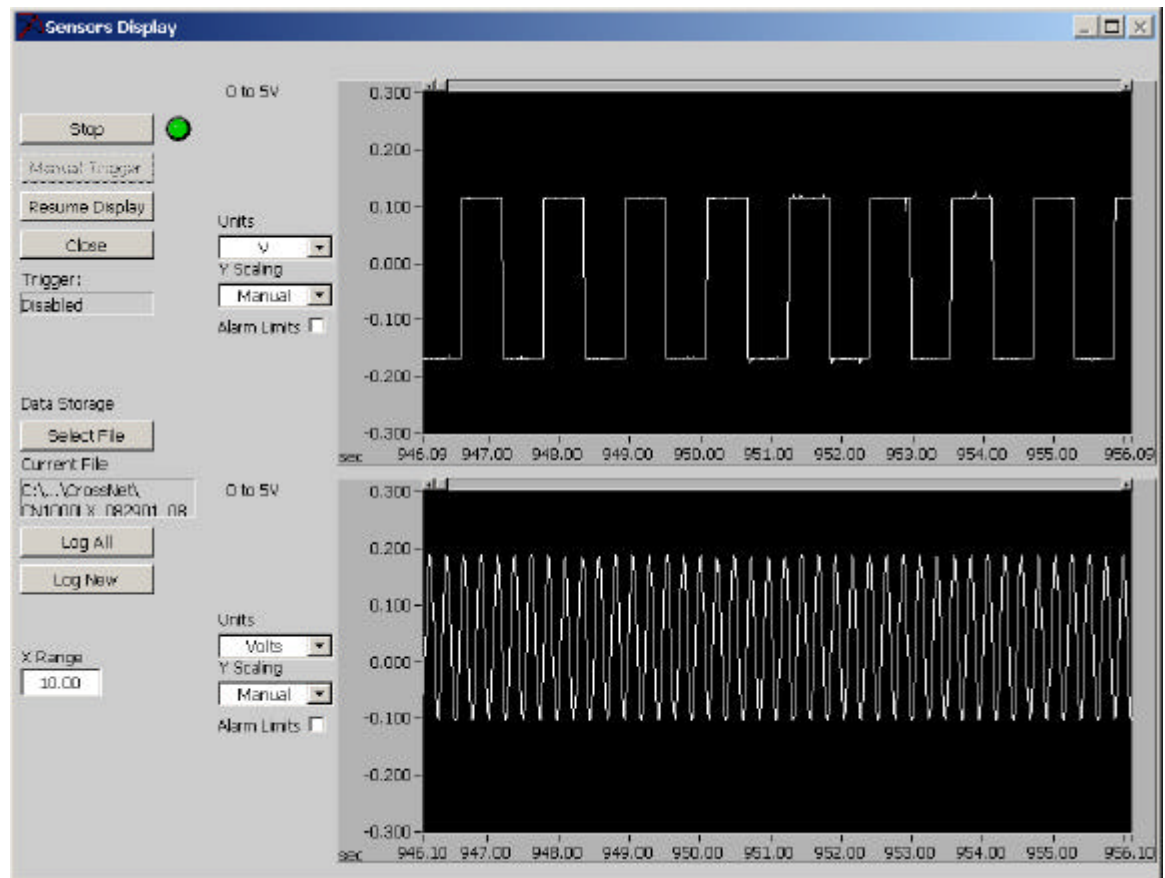 Sensors Display
0 to 5V
Stop
Manual Trigger
Resume Display
Close
Trigger:
Disabled
Units
V
Y Scaling
Manual
Alarm Limits
0.300
0.200
0.100
0.000
-0.100
-0.200
-0.300
sec 946.09 947.00 948.00 949.00 950.00 951.00 952.00 953.00 954.00 955.00 956.09
Data Storage
Select File
Current File
C:\...\CrossNet\
CN1000LX_082901_08
Log All
Log New
X Range
10.00
0 to 5V
Units
Volts
Y Scaling
Manual
Alarm Limits
0.300
0.200
0.100
0.000
-0.100
-0.200
-0.300
sec 946.10 947.00 948.00 949.00 950.00 951.00 952.00 953.00 954.00 955.00 956.10